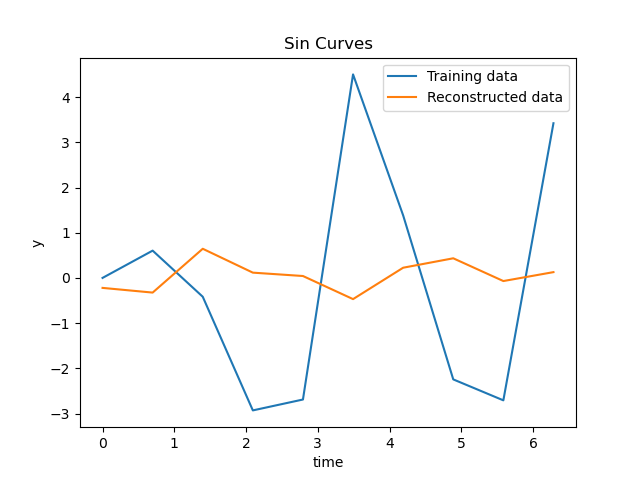 Sin Curves
Training data
Reconstructed data
y
4
3
2
1
0
−1
−2
−3
0 1 2 3 4 5 6
time